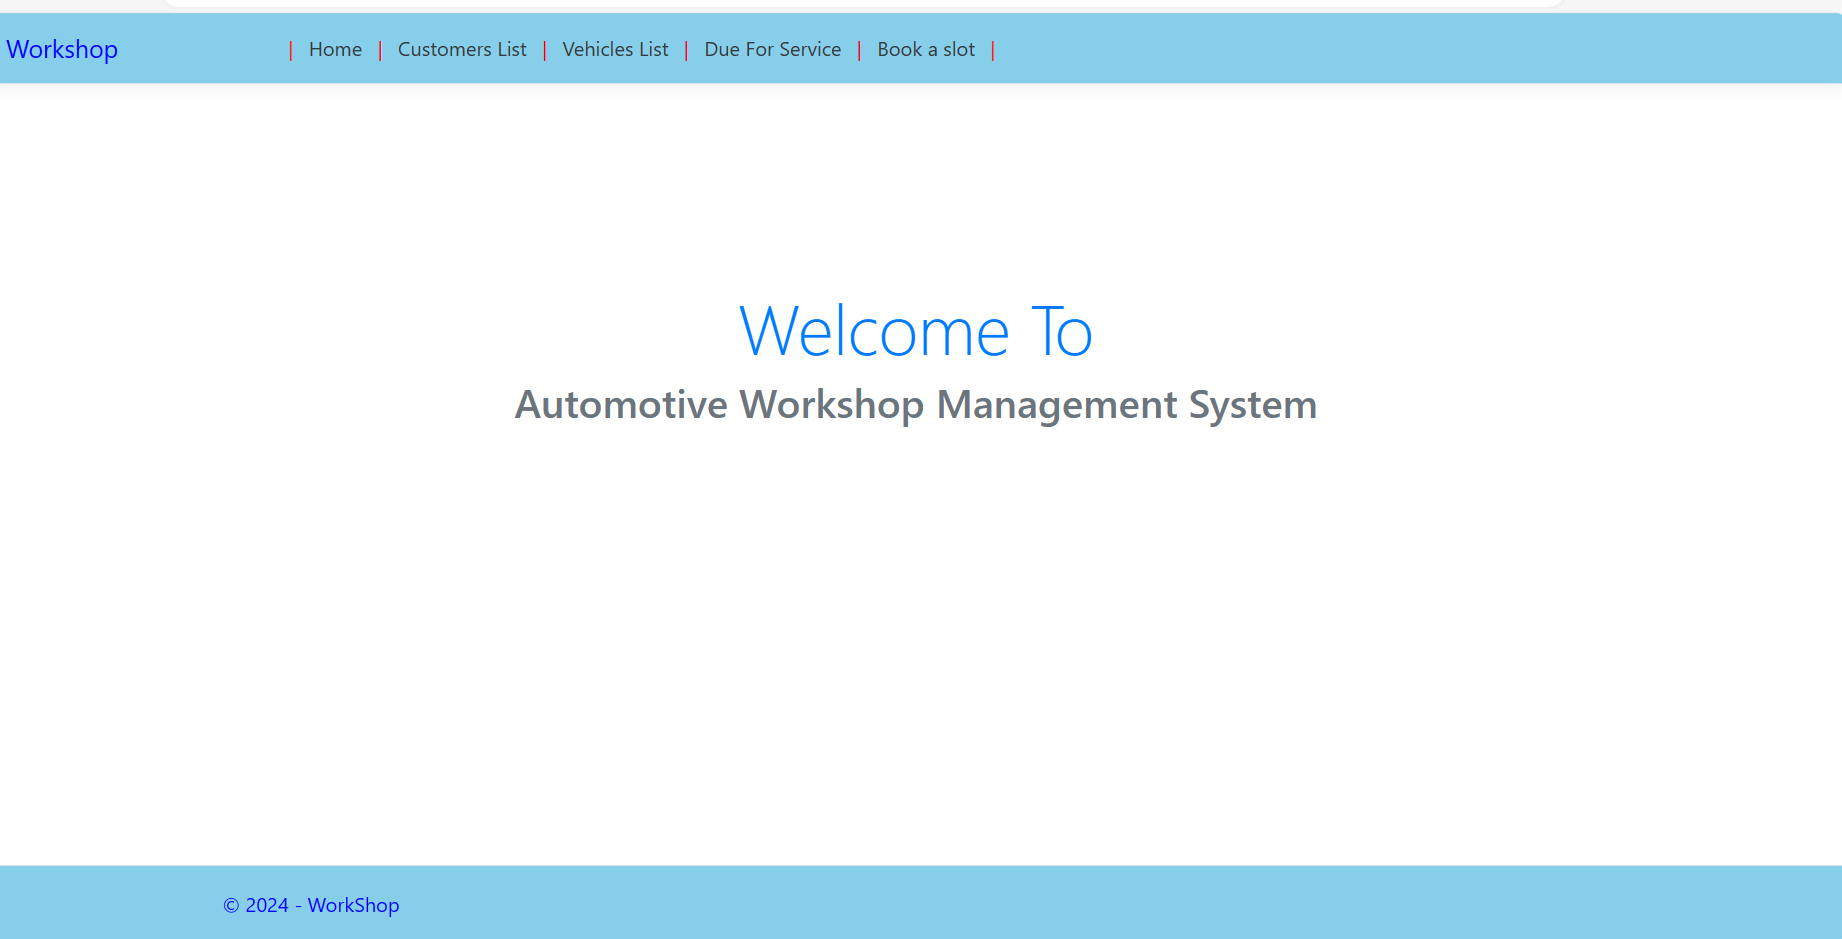 Workshop | Home | Customers List | Vehicles List | Due For Service | Book a slot |
Welcome To
Automotive Workshop Management System
© 2024 - WorkShop